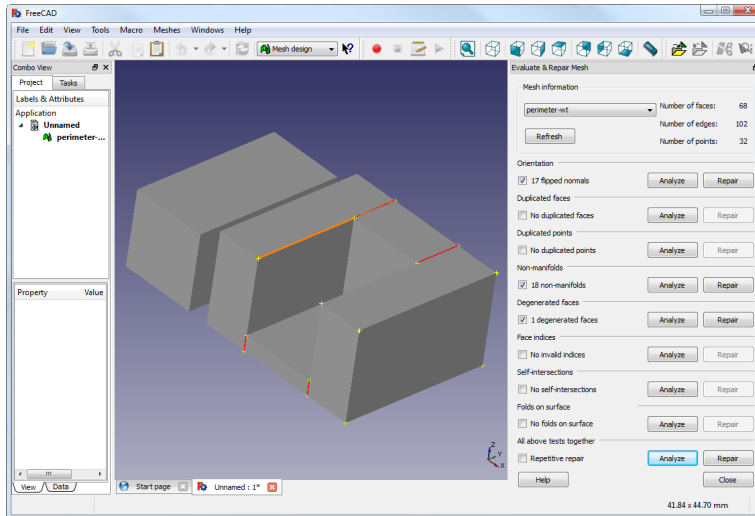 FreeCAD
File Edit View Tools Macro Meshes Windows Help
Mesh design
Combo View
Project Tasks
Labels & Attributes
Application
Unnamed
perimeter-...
Property Value
View Data
Start page
Unnamed : 1*
Z
Y
X
Evaluate & Repair Mesh
Mesh information
perimeter-wt
Number of faces: 68
Number of edges: 102
Refresh
Number of points: 32
Orientation
17 flipped normals Analyze Repair
Duplicated faces
No duplicated faces Analyze Repair
Duplicated points
No duplicated points Analyze Repair
Non-manifolds
18 non-manifolds Analyze Repair
Degenerated faces
1 degenerated faces Analyze Repair
Face indices
No invalid indices Analyze Repair
Self-intersections
No self-intersections Analyze Repair
Folds on surface
No folds on surface Analyze Repair
All above tests together
Repetitive repair Analyze Repair
Help Close
41.84 x 44.70 mm